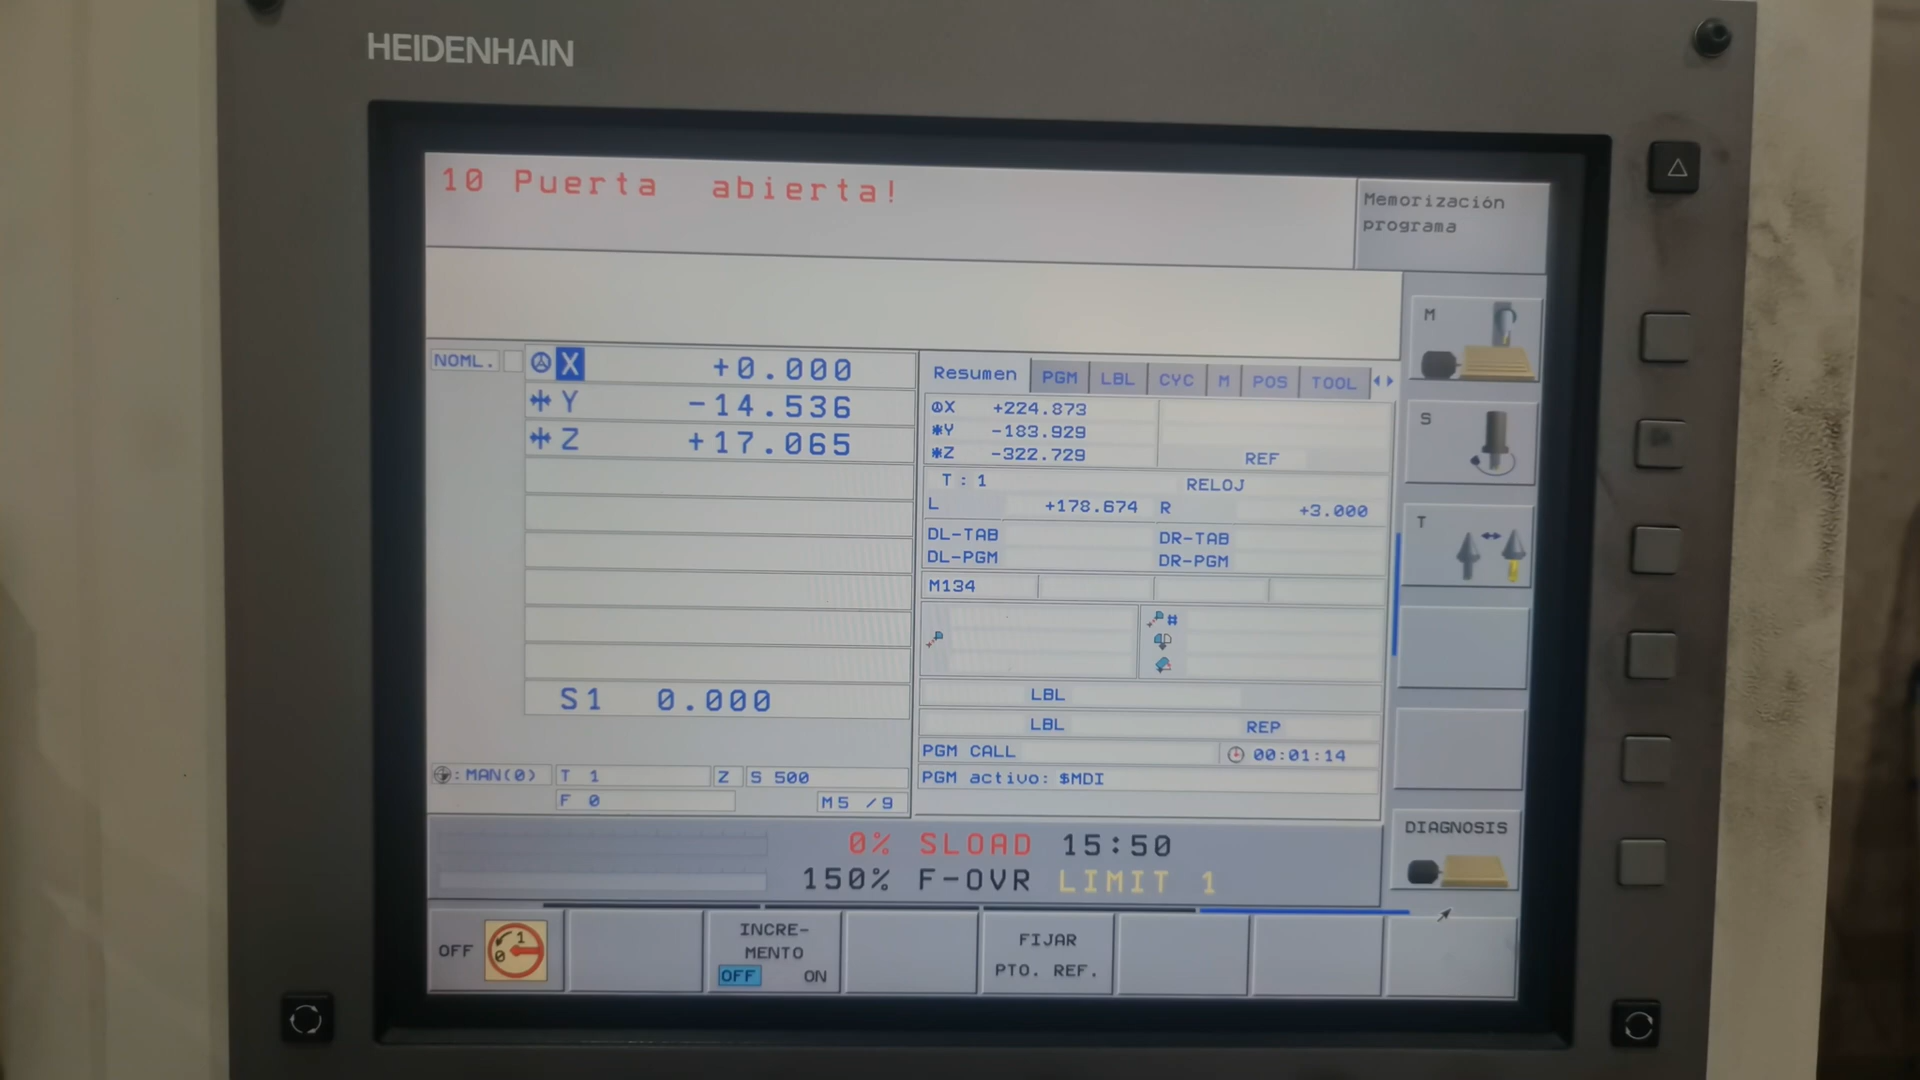 HEIDENHAIN
10 Puerta abierta!
Memorización
programa
NOML.
X +0.000
Y -14.536
Z +17.065
S1 0.000
:MAN(0) T 1 Z S 500
F 0 M5 /9
Resumen PGM LBL CYC M POS TOOL
X +224.873
*Y -183.929
*Z -322.729 REF
T : 1 RELOJ
L +178.674 R +3.000
DL-TAB DR-TAB
DL-PGM DR-PGM
M134
#
LBL
LBL REP
PGM CALL 00:01:14
PGM activo: $MDI
M
S
T
DIAGNOSIS
0% SLOAD 15:50
150% F-OVR LIMIT 1
OFF 1 0
INCRE-
MENTO
OFF ON
FIJAR
PTO. REF.